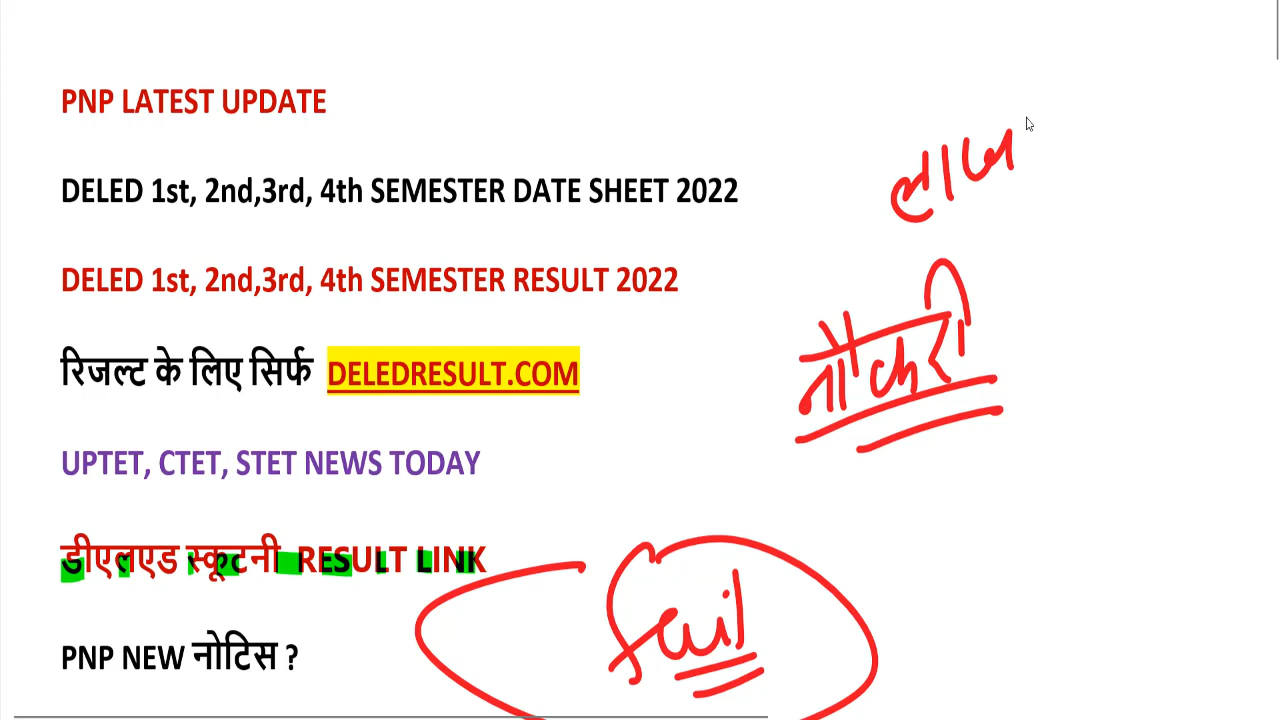 PNP LATEST UPDATE
DELED 1st, 2nd,3rd, 4th SEMESTER DATE SHEET 2022
DELED 1st, 2nd,3rd, 4th SEMESTER RESULT 2022
रिजल्ट के लिए सिर्फ DELEDRESULT.COM
UPTET, CTET, STET NEWS TODAY
डीएलएड स्कूटनी RESULT LINK
PNP NEW नोटिस ?
नौकरी
fail